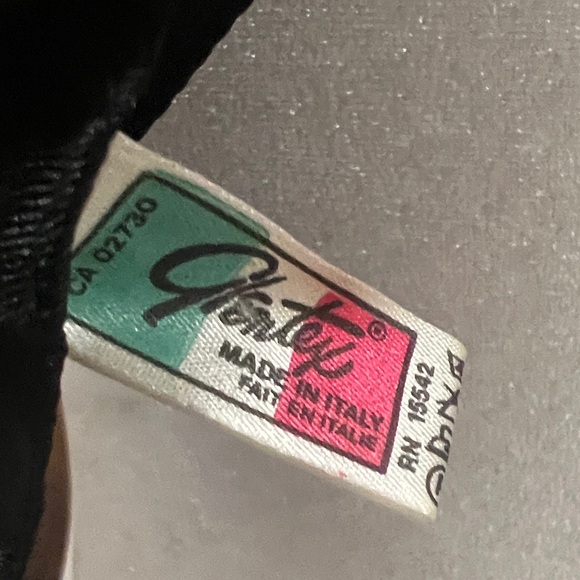 CA 02730
Glentex®
MADE IN ITALY
FAIT EN ITALIE
RN 15542